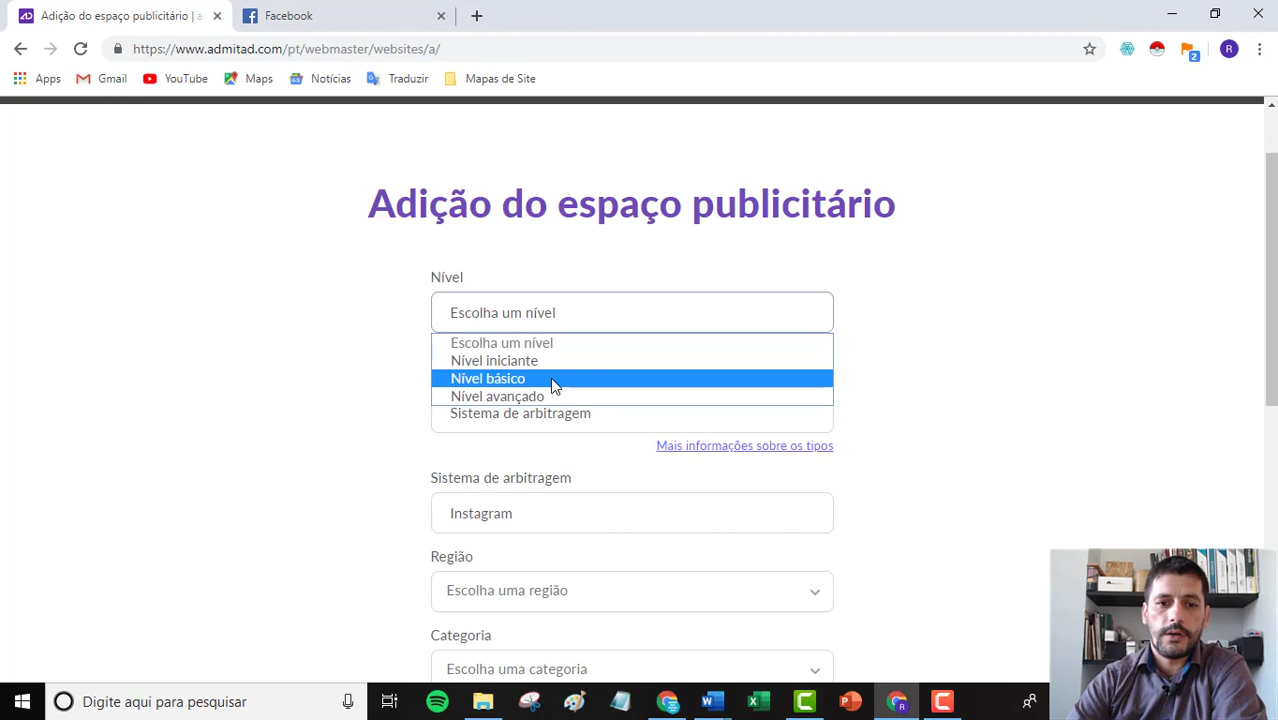 Adição do espaço publicitário | a
Facebook
https://www.admitad.com/pt/webmaster/websites/a/
R
2
Apps
Gmail
YouTube
Maps
Notícias
Traduzir
Mapas de Site
Adição do espaço publicitário
Nível
Escolha um nível
Escolha um nível
Nível iniciante
Nível básico
Nível avançado
Sistema de arbitragem
Mais informações sobre os tipos
Sistema de arbitragem
Instagram
Região
Escolha uma região
Categoria
Escolha uma categoria
Digite aqui para pesquisar